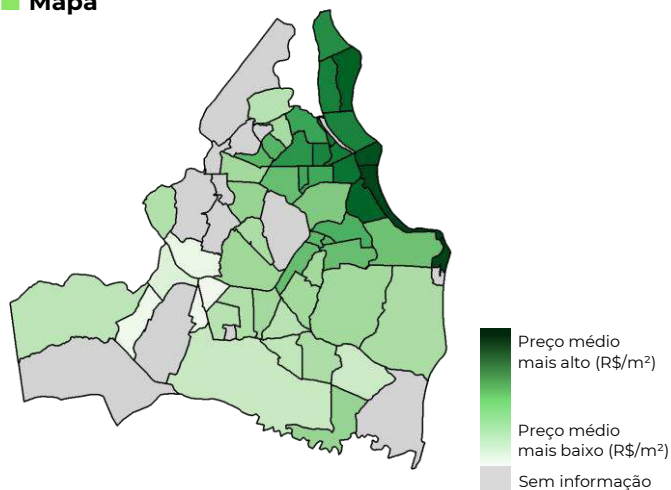 Mapa
Preço médio
mais alto (R$/m²)
Preço médio
mais baixo (R$/m²)
Sem informação